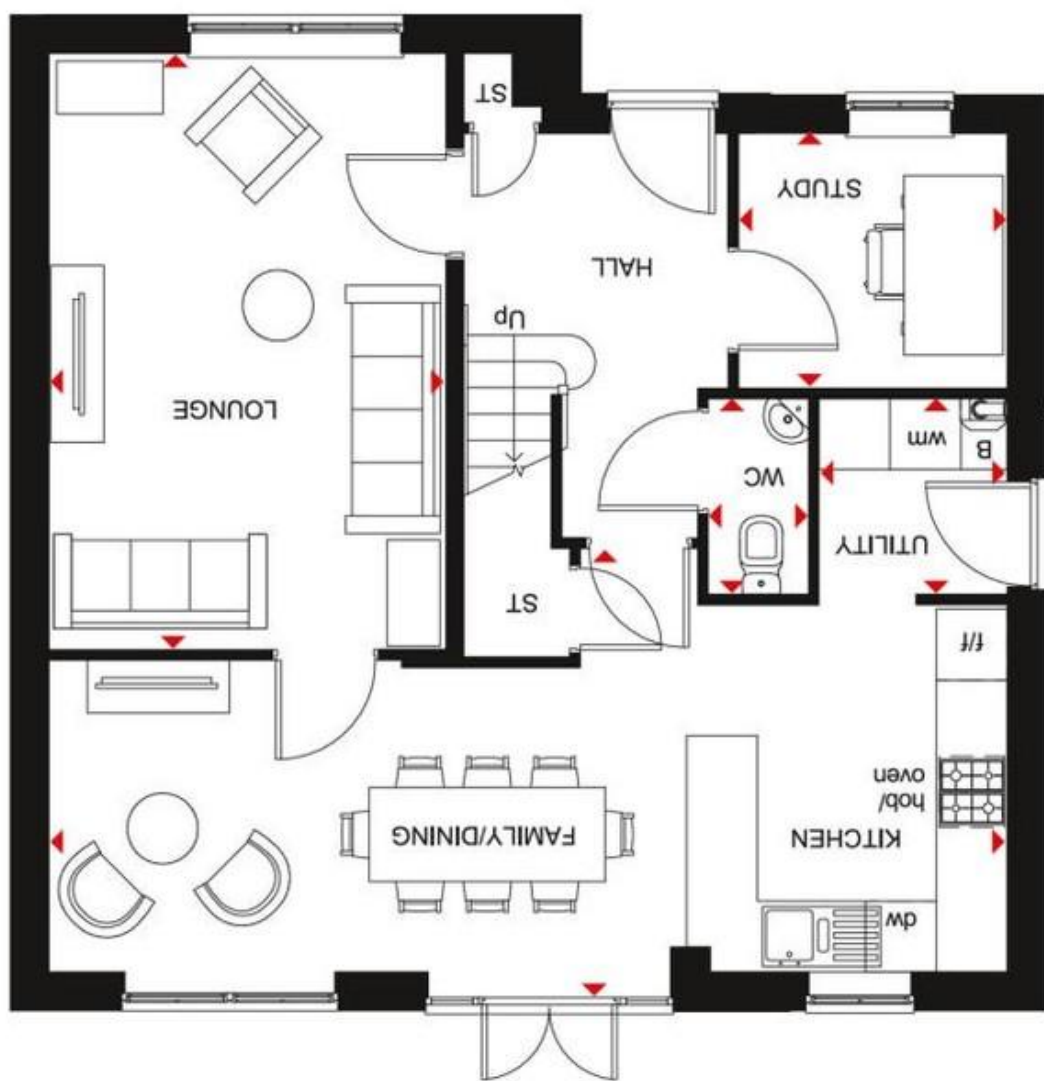 dw
KITCHEN
FAMILY/DINING
hob/
oven
f/f
ST
UTILITY
WC
B
wm
LOUNGE
Up
HALL
STUDY
ST